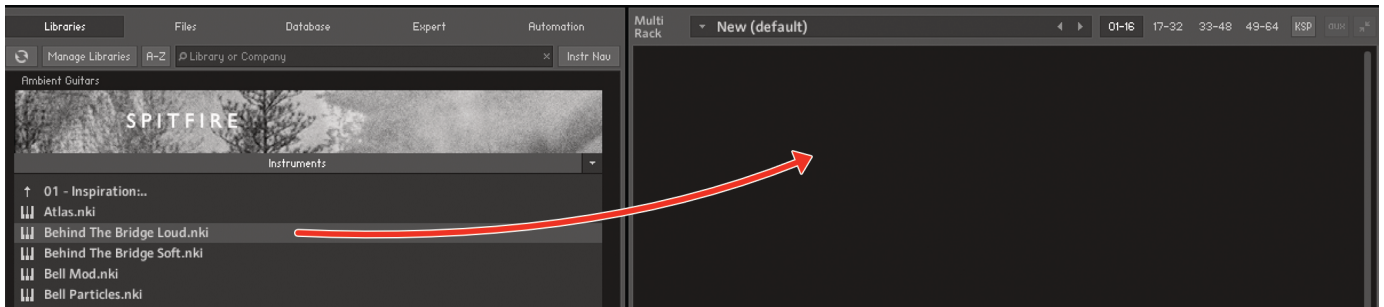 Libraries Files Database Expert Automation
Manage Libraries A-Z Library or Company × Instr Nav
Ambient Guitars
SPITFIRE
Instruments
01 - Inspiration:..
Atlas.nki
Behind The Bridge Loud.nki
Behind The Bridge Soft.nki
Bell Mod.nki
Bell Particles.nki
Multi
Rack
New (default) 01-16 17-32 33-48 49-64 KSP aux